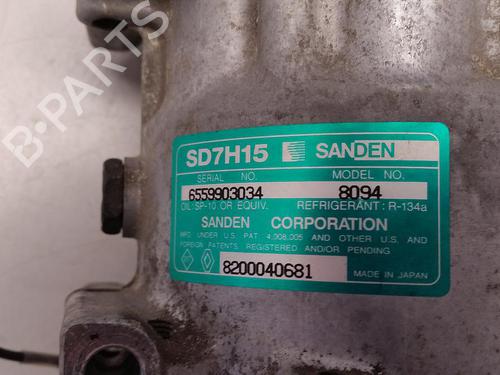 B-PARTS
SD7H15 SANDEN
SERIAL NO. MODEL NO.
6559903034 8094
OIL: SP-10 OR EQUIV. REFRIGERANT: R-134a
SANDEN CORPORATION
MFG. UNDER U.S. PAT. 4,008,005 AND OTHER U.S. AND
FOREIGN PATENTS REGISTERED AND/OR PENDING
8200040681 MADE IN JAPAN